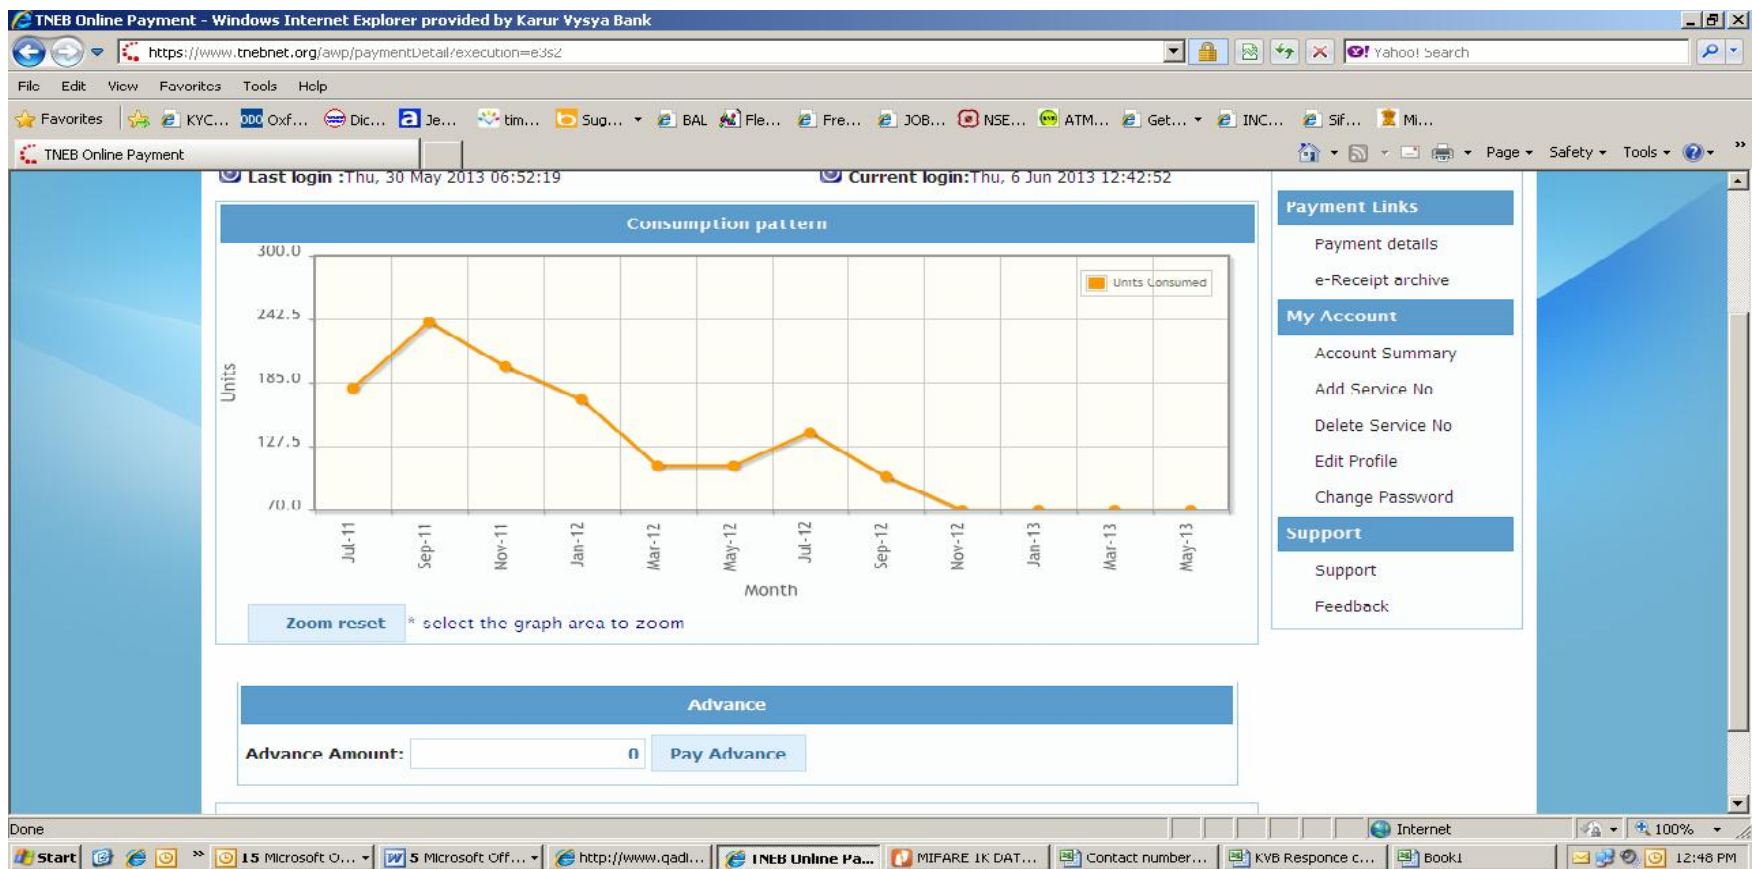 TNEB Online Payment - Windows Internet Explorer provided by Karur Vysya Bank
https://www.tnebnet.org/awp/paymentDetail?execution=e3s2 Yahoo! Search
File Edit View Favorites Tools Help
Favorites KYC... ODO Oxf... Dic... a Je... tim... Sug... BAL Fle... Fre... JOB... NSE... ATM... Get... INC... Sif... Mi...
TNEB Online Payment Page Safety Tools
Last login :Thu, 30 May 2013 06:52:19 Current login:Thu, 6 Jun 2013 12:42:52
Consumption pattern
300.0
242.5
185.0
127.5
70.0
Units
Units Consumed
Jul-11 Sep-11 Nov-11 Jan-12 Mar-12 May-12 Jul-12 Sep-12 Nov-12 Jan-13 Mar-13 May-13
Month
Zoom reset * select the graph area to zoom
Advance
Advance Amount: 0 Pay Advance
Payment Links
Payment details
e-Receipt archive
My Account
Account Summary
Add Service No
Delete Service No
Edit Profile
Change Password
Support
Support
Feedback
Done Internet 100%
Start 15 Microsoft O... 5 Microsoft Off... http://www.qadi... TNEB Online Pa... MIFARE 1K DAT... Contact number... KVB Responce c... Book1 12:48 PM